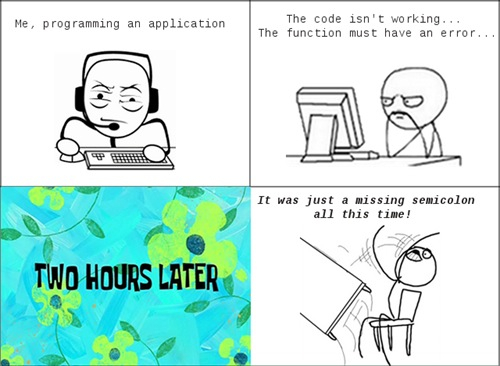 Me, programming an application
The code isn't working...
The function must have an error...
TWO HOURS LATER
It was just a missing semicolon
all this time!